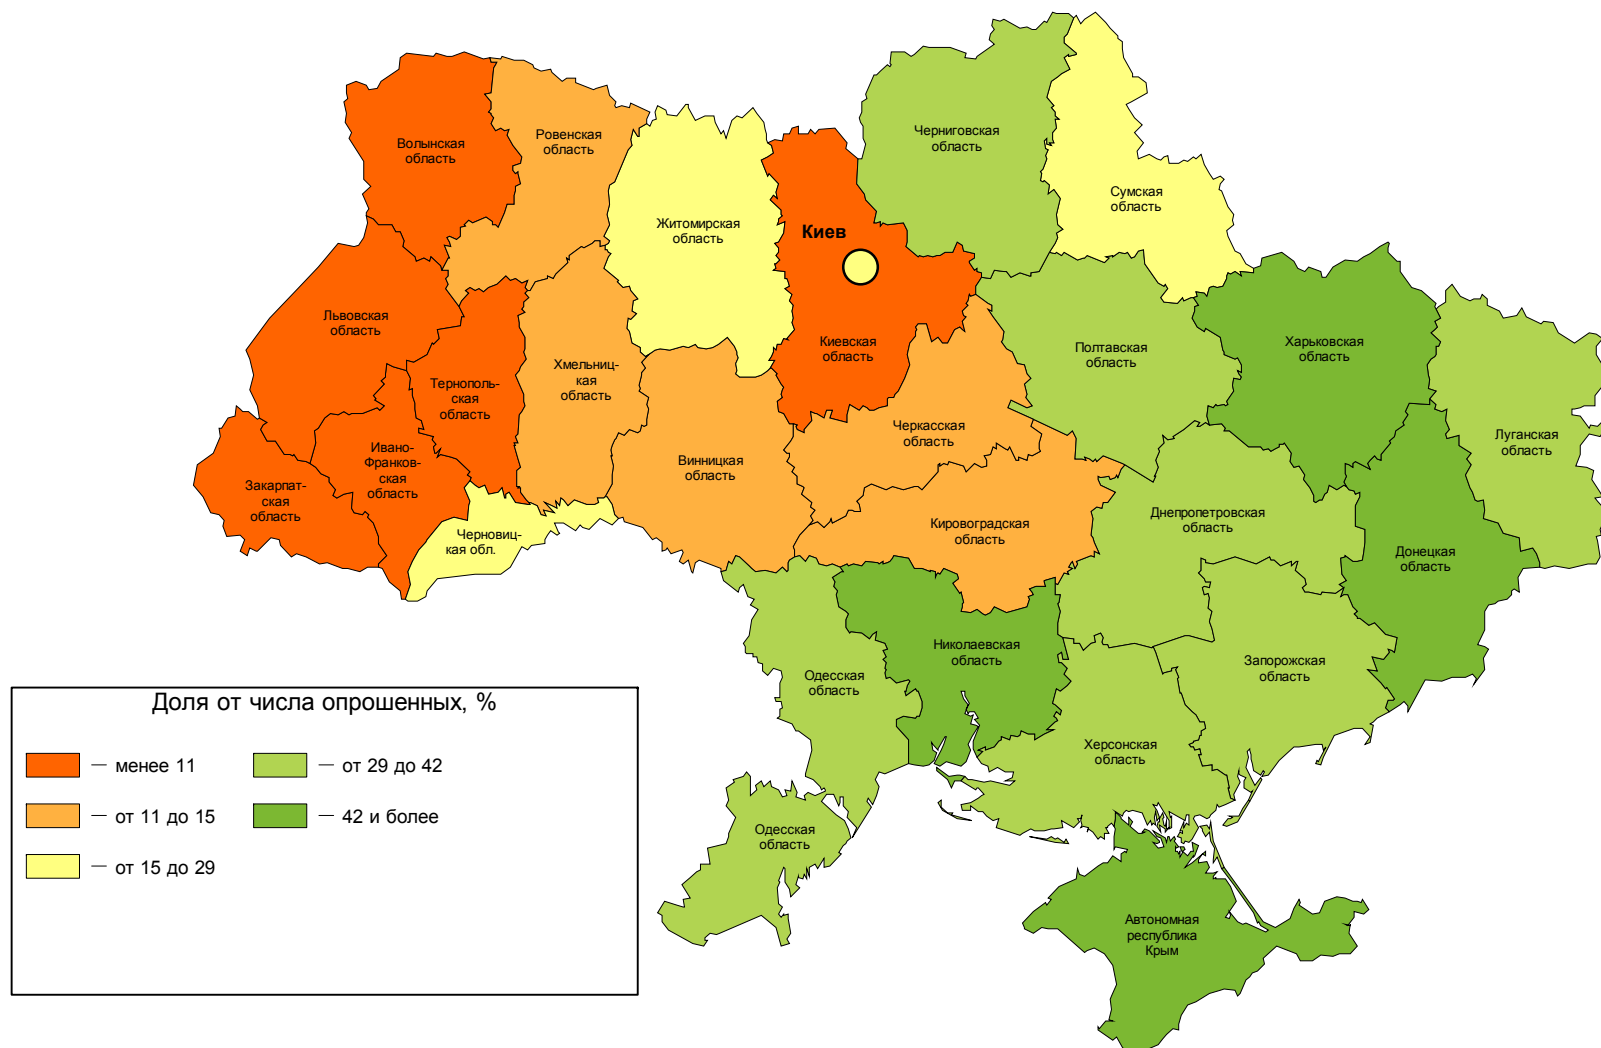 Волынская
область
Ровенская
область
Житомирская
область
Киев
Киевская
область
Черниговская
область
Сумская
область
Львовская
область
Тернополь-
ская
область
Хмельниц-
кая
область
Ивано-
Франков-
ская
область
Закарпат-
ская
область
Черновиц-
кая обл.
Винницкая
область
Черкасская
область
Кировоградская
область
Полтавская
область
Харьковская
область
Луганская
область
Днепропетровская
область
Донецкая
область
Николаевская
область
Одесская
область
Запорожская
область
Херсонская
область
Одесская
область
Автономная
республика
Крым
Доля от числа опрошенных, %
— менее 11
— от 11 до 15
— от 15 до 29
— от 29 до 42
— 42 и более